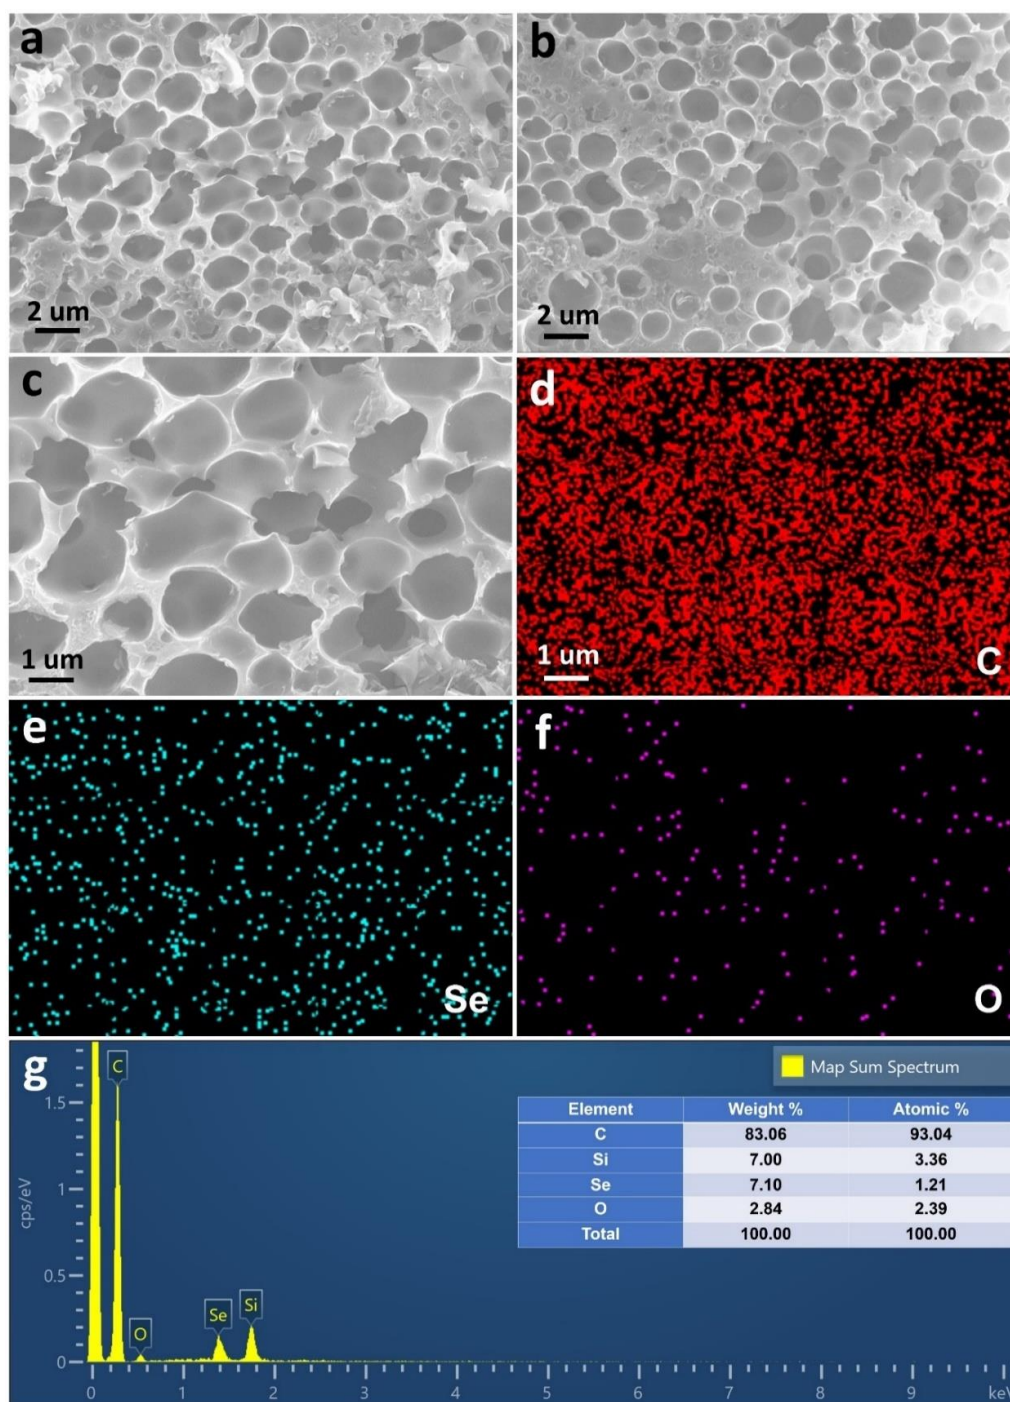 a
b
2 um
2 um
c
d
1 um
1 um
C
e
f
Se
O
g
C
Map Sum Spectrum
1.5
Element Weight % Atomic %
C 83.06 93.04
Si 7.00 3.36
Se 7.10 1.21
O 2.84 2.39
Total 100.00 100.00
1
cps/eV
0.5
Se
Si
O
0
0 1 2 3 4 5 6 7 8 9 keV